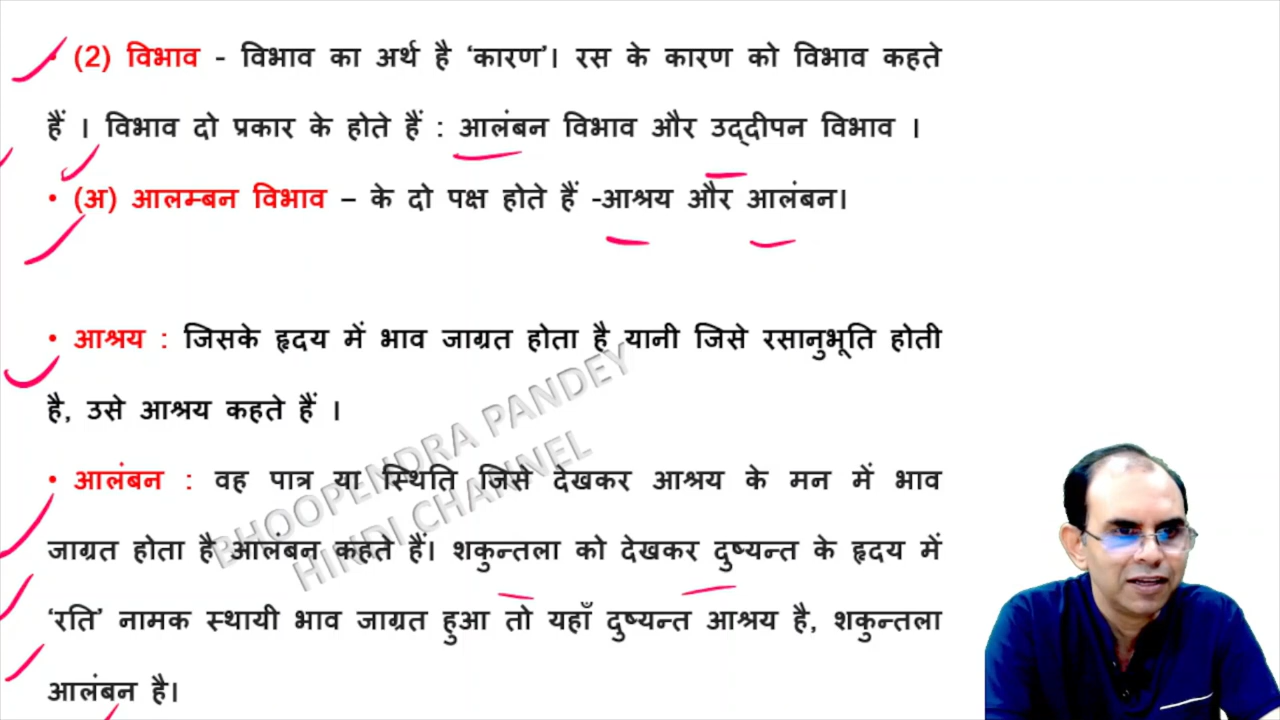 • (2) विभाव - विभाव का अर्थ है ‘कारण’। रस के कारण को विभाव कहते
हैं । विभाव दो प्रकार के होते हैं : आलंबन विभाव और उद्दीपन विभाव ।
• (अ) आलम्बन विभाव – के दो पक्ष होते हैं -आश्रय और आलंबन।
• आश्रय : जिसके हृदय में भाव जाग्रत होता है यानी जिसे रसानुभूति होती
है, उसे आश्रय कहते हैं ।
• आलंबन : वह पात्र या स्थिति जिसे देखकर आश्रय के मन में भाव
जाग्रत होता है आलंबन कहते हैं। शकुन्तला को देखकर दुष्यन्त के हृदय में
‘रति’ नामक स्थायी भाव जाग्रत हुआ तो यहाँ दुष्यन्त आश्रय है, शकुन्तला
आलंबन है।
BHOOPENDRA PANDEY
HINDI CHANNEL